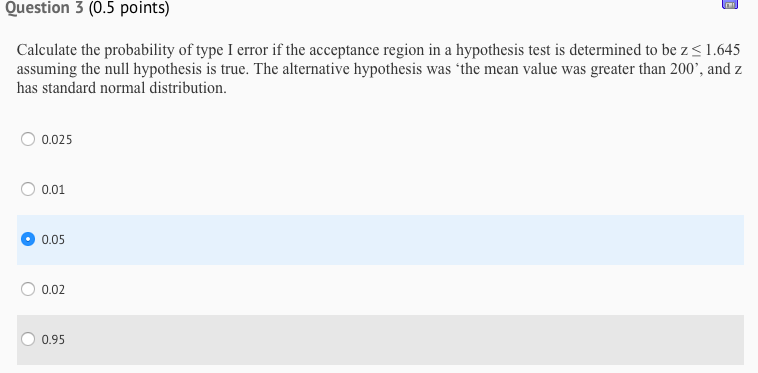 Question 3 (0.5 points)
Calculate the probability of type I error if the acceptance region in a hypothesis test is determined to be z ≤ 1.645
assuming the null hypothesis is true. The alternative hypothesis was ‘the mean value was greater than 200’, and z
has standard normal distribution.
0.025
0.01
0.05
0.02
0.95